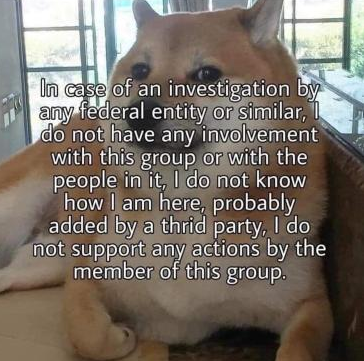 In case of an investigation by
any federal entity or similar, I
do not have any involvement
with this group or with the
people in it, I do not know
how I am here, probably
added by a thrid party, I do
not support any actions by the
member of this group.